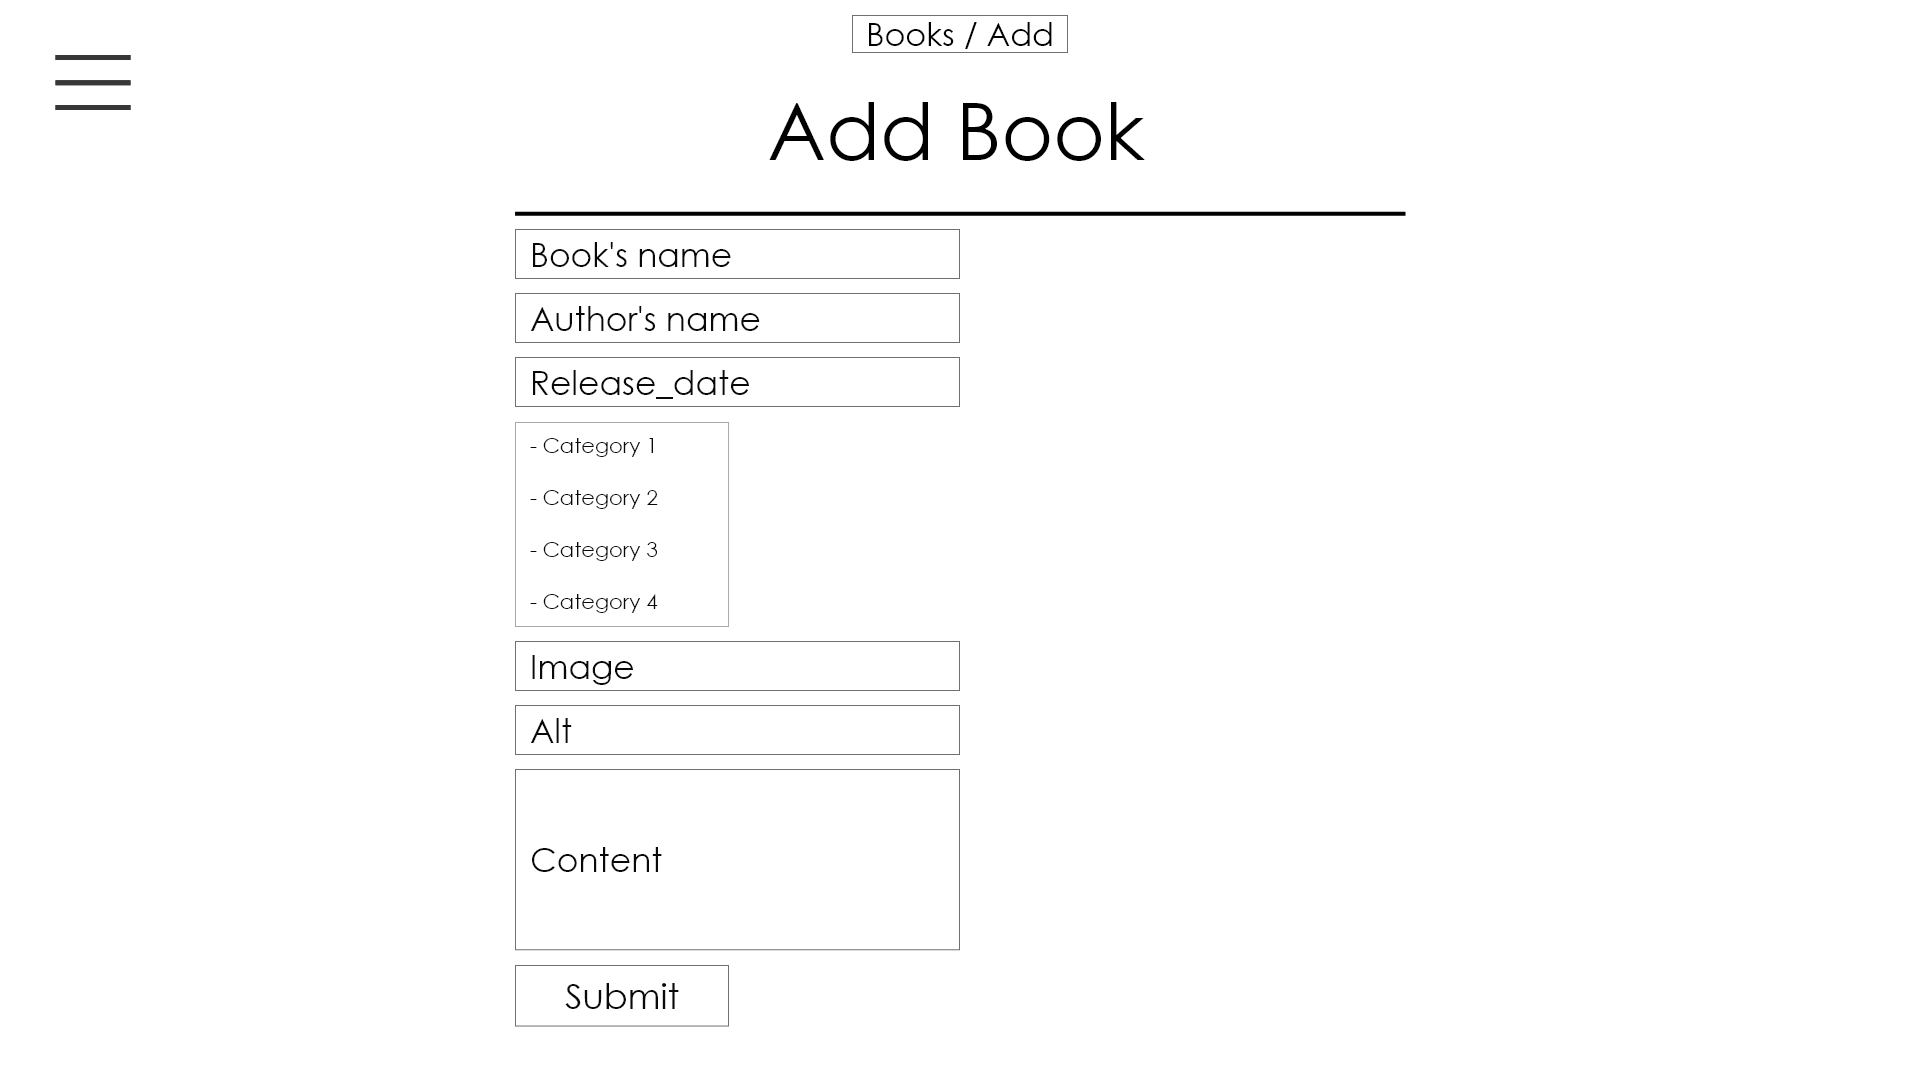 Books / Add
Add Book
Book's name
Author's name
Release_date
- Category 1
- Category 2
- Category 3
- Category 4
Image
Alt
Content
Submit